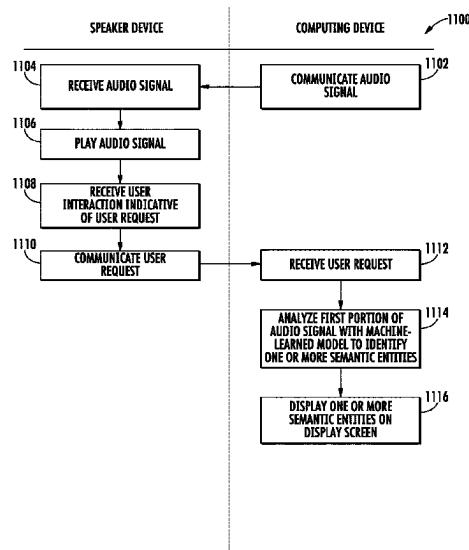 SPEAKER DEVICE
COMPUTING DEVICE
1100
1104
RECEIVE AUDIO SIGNAL
1102
COMMUNICATE AUDIO
SIGNAL
1106
PLAY AUDIO SIGNAL
1108
RECEIVE USER
INTERACTION INDICATIVE
OF USER REQUEST
1110
COMMUNICATE USER
REQUEST
1112
RECEIVE USER REQUEST
1114
ANALYZE FIRST PORTION OF
AUDIO SIGNAL WITH MACHINE-
LEARNED MODEL TO IDENTIFY
ONE OR MORE SEMANTIC ENTITIES
1116
DISPLAY ONE OR MORE
SEMANTIC ENTITIES ON
DISPLAY SCREEN